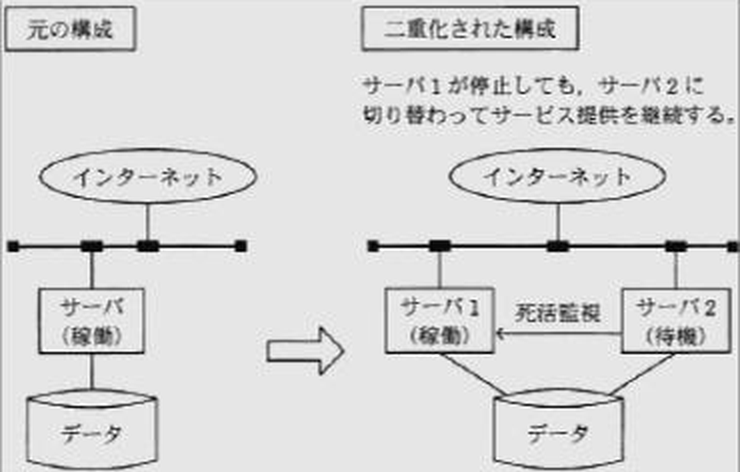 元の構成
二重化された構成
サーバ1が停止しても，サーバ2に
切り替わってサービス提供を継続する。
インターネット
インターネット
サーバ
(稼働)
サーバ1
(稼働)
死活監視
サーバ2
(待機)
データ
データ